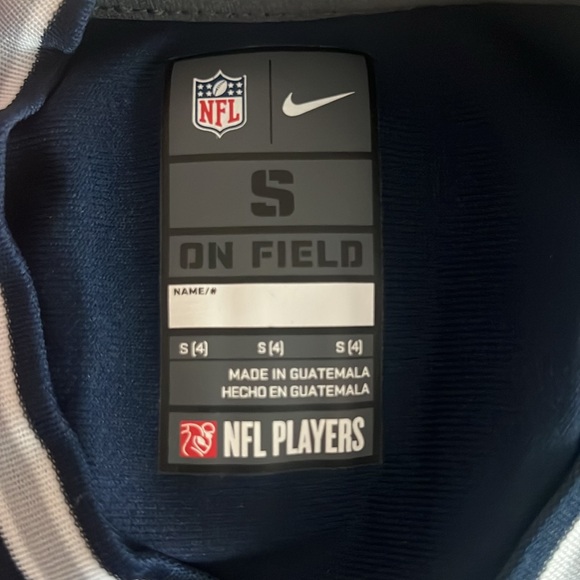 NFL
S
ON FIELD
NAME/#
S (4) S (4) S (4)
MADE IN GUATEMALA
HECHO EN GUATEMALA
NFL PLAYERS